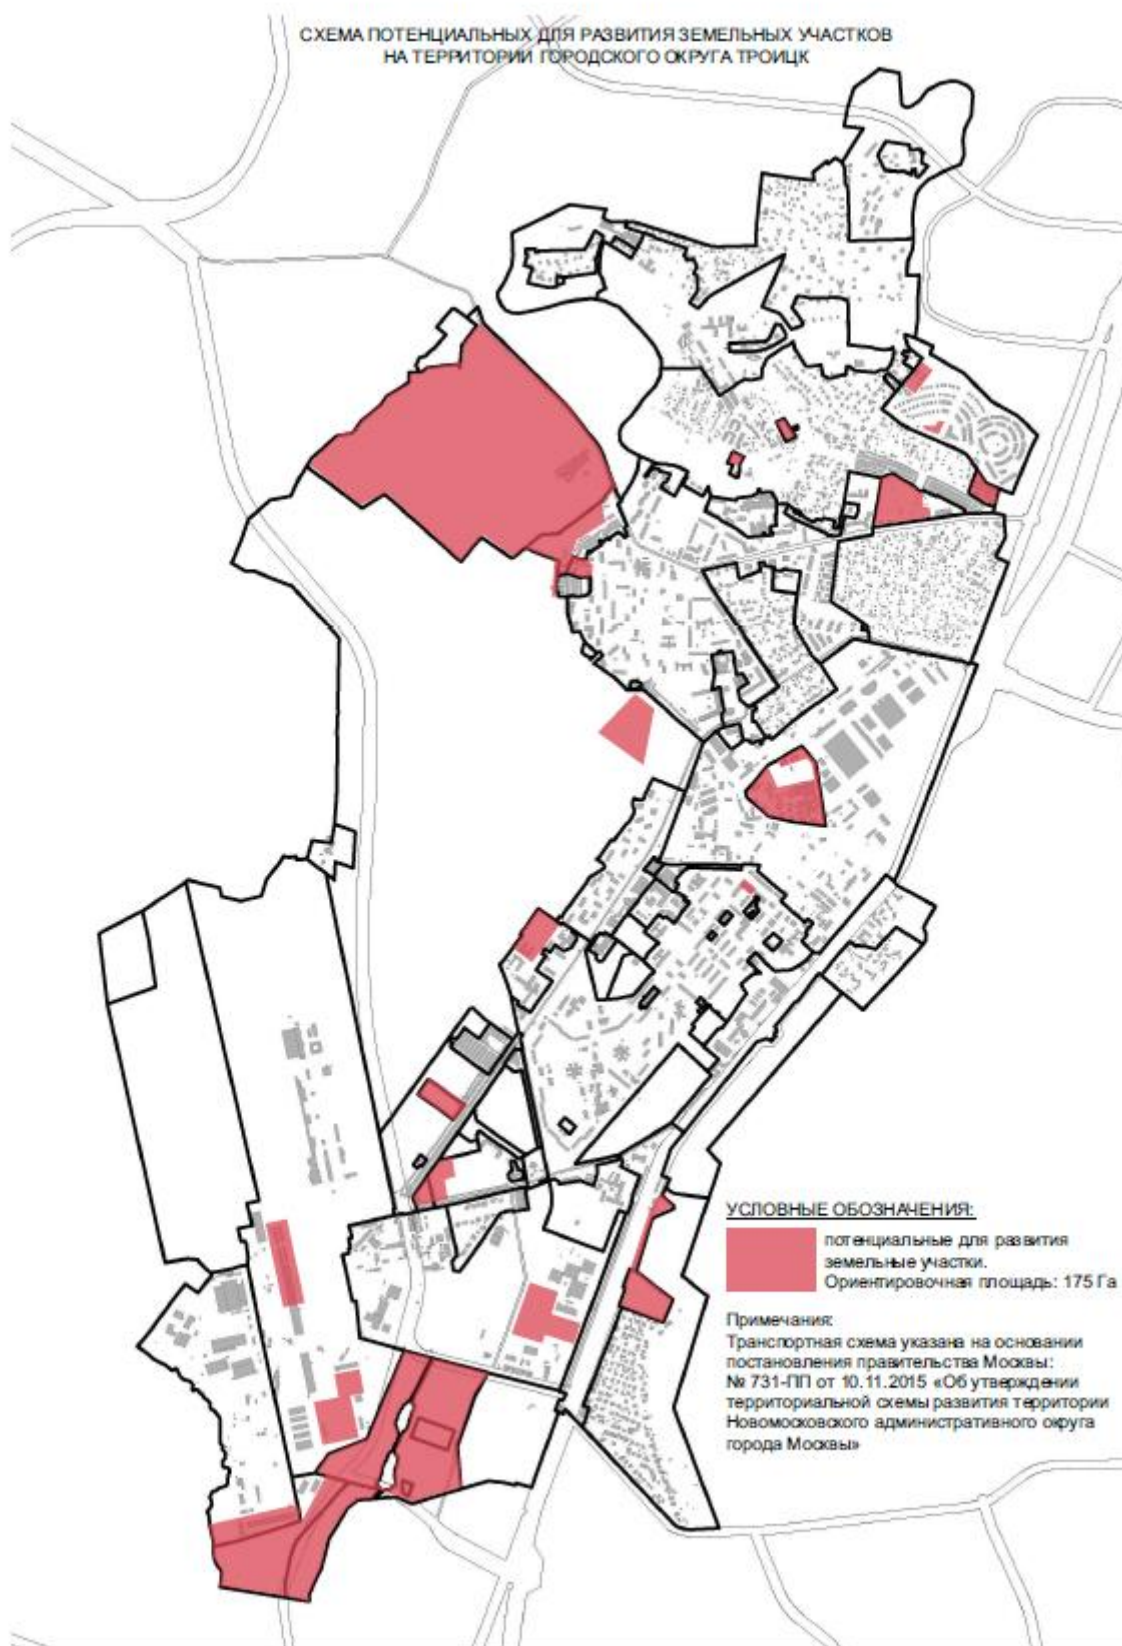 СХЕМА ПОТЕНЦИАЛЬНЫХ ДЛЯ РАЗВИТИЯ ЗЕМЕЛЬНЫХ УЧАСТКОВ
НА ТЕРРИТОРИИ ГОРОДСКОГО ОКРУГА ТРОИЦК
УСЛОВНЫЕ ОБОЗНАЧЕНИЯ:
потенциальные для развития
земельные участки.
Ориентировочная площадь: 175 Га
Примечания:
Транспортная схема указана на основании
постановления правительства Москвы:
№ 731-ПП от 10.11.2015 «Об утверждении
территориальной схемы развития территории
Новомосковского административного округа
города Москвы»